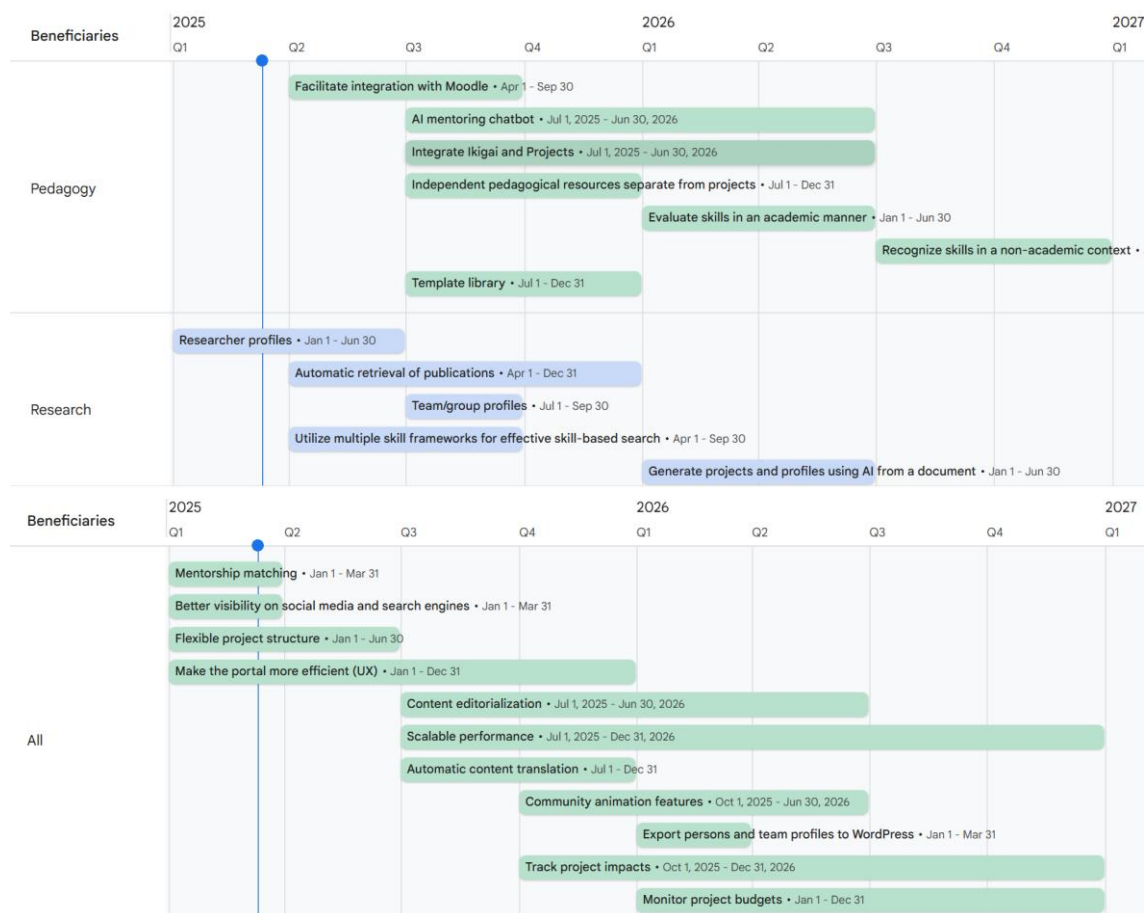 2025 2026 2027
Beneficiaries
Q1 Q2 Q3 Q4 Q1 Q2 Q3 Q4 Q1
Pedagogy
Facilitate integration with Moodle • Apr 1 - Sep 30
AI mentoring chatbot • Jul 1, 2025 - Jun 30, 2026
Integrate Ikigai and Projects • Jul 1, 2025 - Jun 30, 2026
Independent pedagogical resources separate from projects • Jul 1 - Dec 31
Evaluate skills in an academic manner • Jan 1 - Jun 30
Recognize skills in a non-academic context •
Template library • Jul 1 - Dec 31
Research
Researcher profiles • Jan 1 - Jun 30
Automatic retrieval of publications • Apr 1 - Dec 31
Team/group profiles • Jul 1 - Sep 30
Utilize multiple skill frameworks for effective skill-based search • Apr 1 - Sep 30
Generate projects and profiles using AI from a document • Jan 1 - Jun 30
2025 2026 2027
Beneficiaries
Q1 Q2 Q3 Q4 Q1 Q2 Q3 Q4 Q1
All
Mentorship matching • Jan 1 - Mar 31
Better visibility on social media and search engines • Jan 1 - Mar 31
Flexible project structure • Jan 1 - Jun 30
Make the portal more efficient (UX) • Jan 1 - Dec 31
Content editorialization • Jul 1, 2025 - Jun 30, 2026
Scalable performance • Jul 1, 2025 - Dec 31, 2026
Automatic content translation • Jul 1 - Dec 31
Community animation features • Oct 1, 2025 - Jun 30, 2026
Export persons and team profiles to WordPress • Jan 1 - Mar 31
Track project impacts • Oct 1, 2025 - Dec 31, 2026
Monitor project budgets • Jan 1 - Dec 31